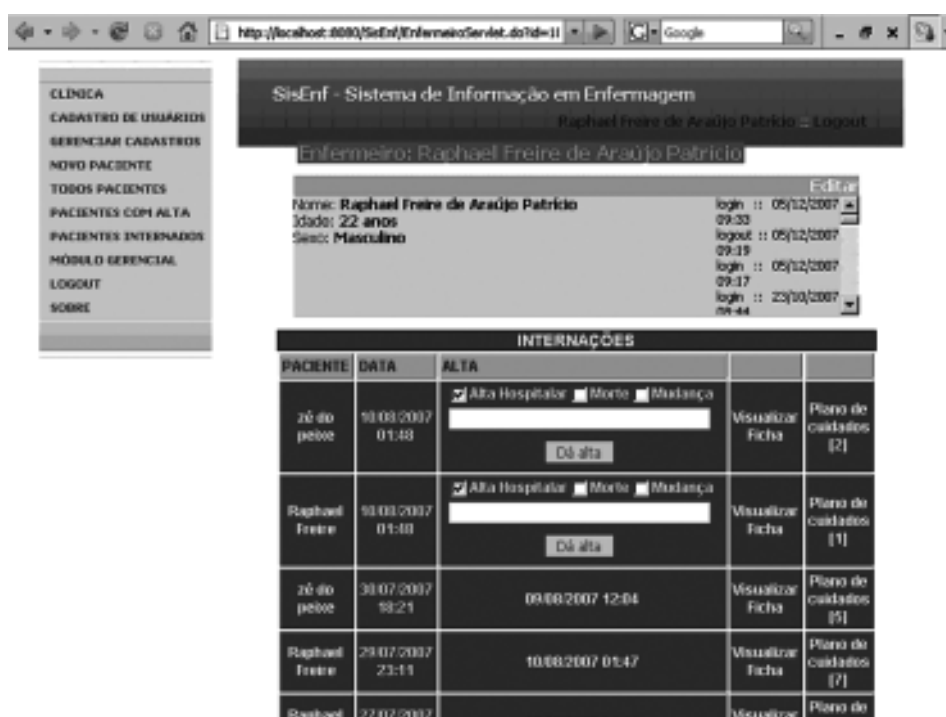 http://localhost:8080/SisEnf/EnfermeiroServlet.do?id=11
Google
CLINICA
CADASTRO DE USUÁRIOS
GERENCIAR CADASTROS
NOVO PACIENTE
TODOS PACIENTES
PACIENTES COM ALTA
PACIENTES INTERNADOS
MÓDULO GERENCIAL
LOGOUT
SOBRE
SisEnf - Sistema de Informação em Enfermagem
Raphael Freire de Araújo Patrício :: Logout
Enfermeiro: Raphael Freire de Araújo Patrício
Editar
Nome: Raphael Freire de Araújo Patrício
Idade: 22 anos
Sexo: Masculino
login :: 05/12/2007
09:33
logout :: 05/12/2007
09:19
login :: 05/12/2007
09:17
login :: 23/10/2007
INTERNAÇÕES
PACIENTE DATA ALTA
zé do peixe
10/08/2007 01:48
Alta Hospitalar Morte Mudança
Dá alta
Visualizar Ficha
Plano de cuidados [2]
Raphael Freire
10/08/2007 01:48
Alta Hospitalar Morte Mudança
Dá alta
Visualizar Ficha
Plano de cuidados [1]
zé do peixe
30/07/2007 18:21
09/08/2007 12:04
Visualizar Ficha
Plano de cuidados [5]
Raphael Freire
29/07/2007 23:11
10/08/2007 01:47
Visualizar Ficha
Plano de cuidados [7]
Raphael
27/07/2007
Visualizar
Plano de